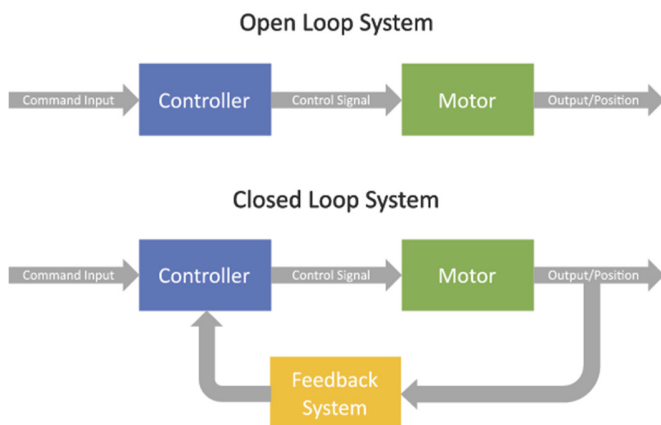 Open Loop System
Command Input
Controller
Control Signal
Motor
Output/Position
Closed Loop System
Command Input
Controller
Control Signal
Motor
Output/Position
Feedback
System